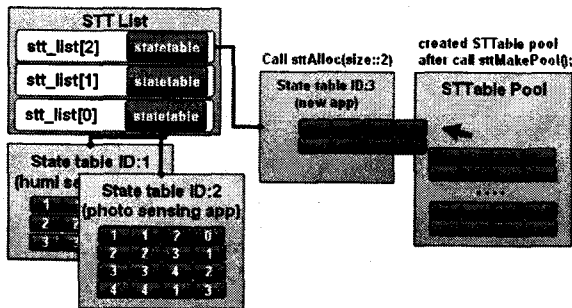 STT List
stt_list[2] statetable
stt_list[1] statetable
stt_list[0] statetable
Call sttAlloc(size::2)
State table ID:3
(new app)
created STTable pool
after call sttMakePool();
STTable Pool
....
State table ID:1
(humi se
1
2
3
State table ID:2
(photo sensing app)
1 1 2 0
2 2 3 1
3 3 4 2
4 4 1 3